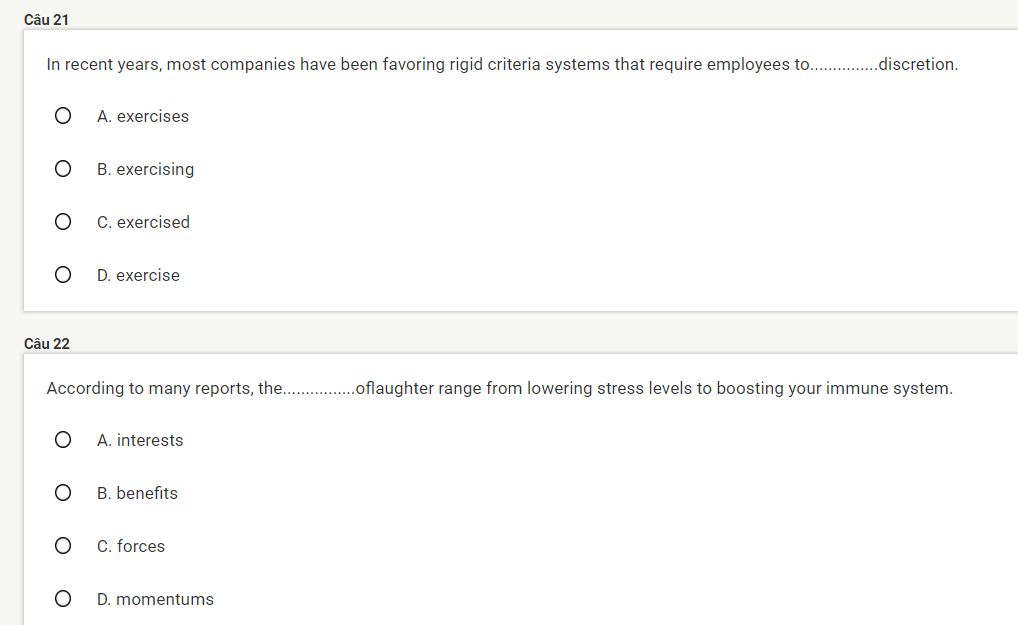 Câu 21
In recent years, most companies have been favoring rigid criteria systems that require employees to...............discretion.
A. exercises
B. exercising
C. exercised
D. exercise
Câu 22
According to many reports, the................oflaughter range from lowering stress levels to boosting your immune system.
A. interests
B. benefits
C. forces
D. momentums